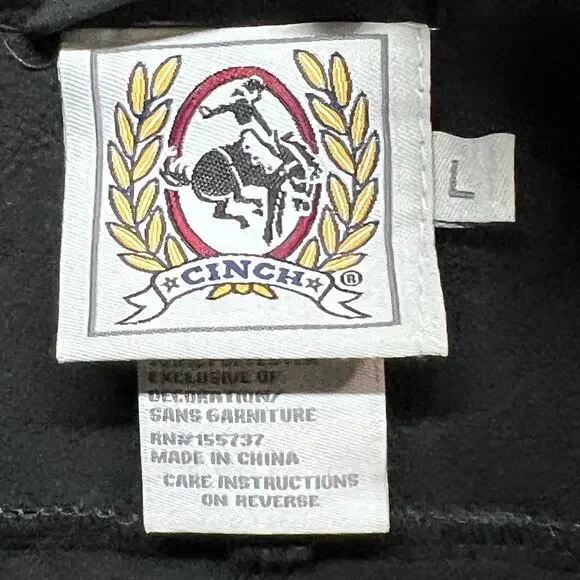 CINCH
®
L
EXCLUSIVE OF
DECORATION/
SANS GARNITURE
RN#155737
MADE IN CHINA
CARE INSTRUCTIONS
ON REVERSE